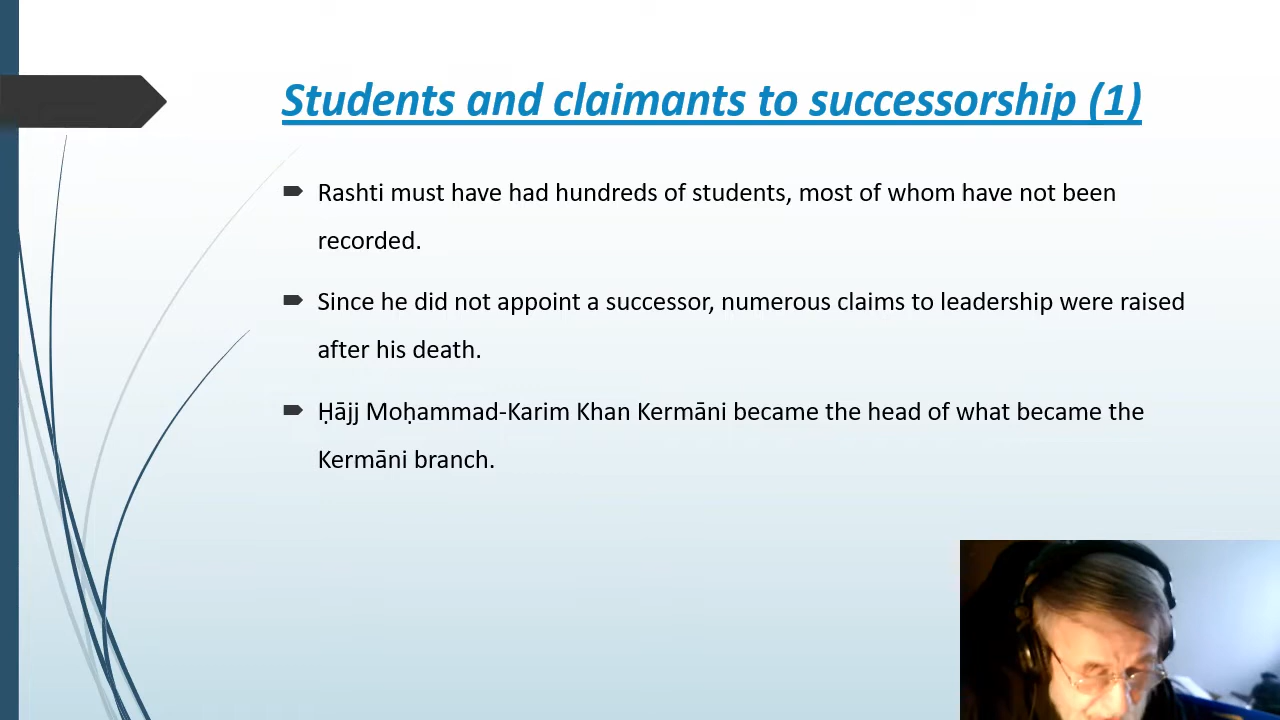 Students and claimants to successorship (1)
Rashti must have had hundreds of students, most of whom have not been
recorded.
Since he did not appoint a successor, numerous claims to leadership were raised
after his death.
Ḥājj Moḥammad-Karim Khan Kermāni became the head of what became the
Kermāni branch.